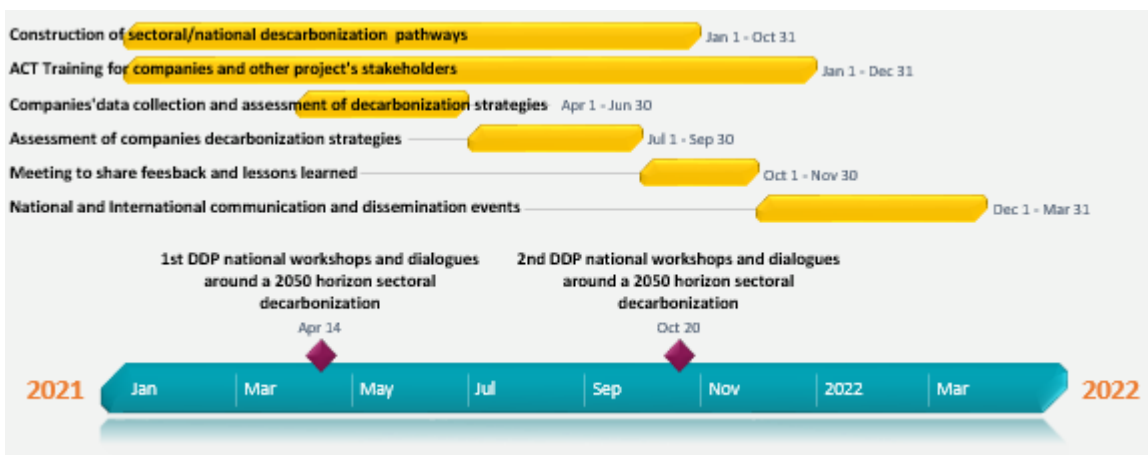 Construction of sectoral/national descarbonization pathways
Jan 1 - Oct 31
ACT Training for companies and other project's stakeholders
Jan 1 - Dec 31
Companies'data collection and assessment of decarbonization strategies
Apr 1 - Jun 30
Assessment of companies decarbonization strategies
Jul 1 - Sep 30
Meeting to share feesback and lessons learned
Oct 1 - Nov 30
National and International communication and dissemination events
Dec 1 - Mar 31
1st DDP national workshops and dialogues
around a 2050 horizon sectoral
decarbonization
Apr 14
2nd DDP national workshops and dialogues
around a 2050 horizon sectoral
decarbonization
Oct 20
2021
Jan
Mar
May
Jul
Sep
Nov
2022
Mar
2022